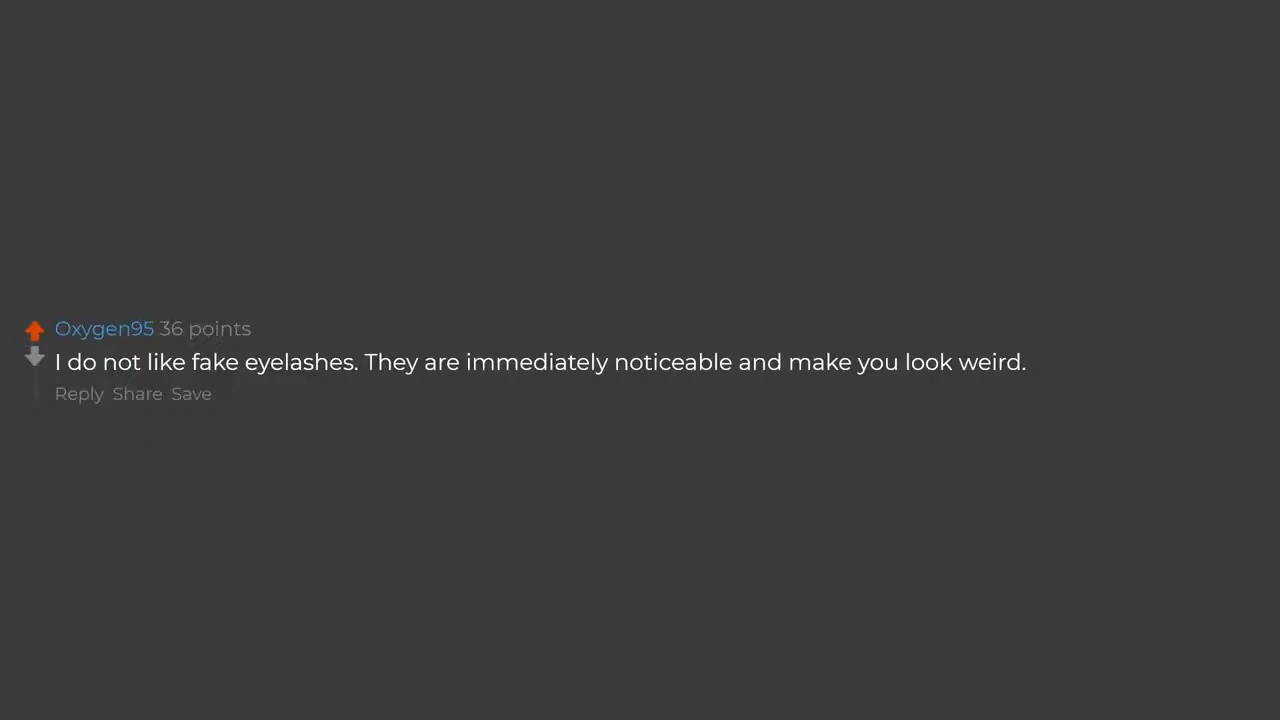 Oxygen95 36 points
I do not like fake eyelashes. They are immediately noticeable and make you look weird.
Reply Share Save